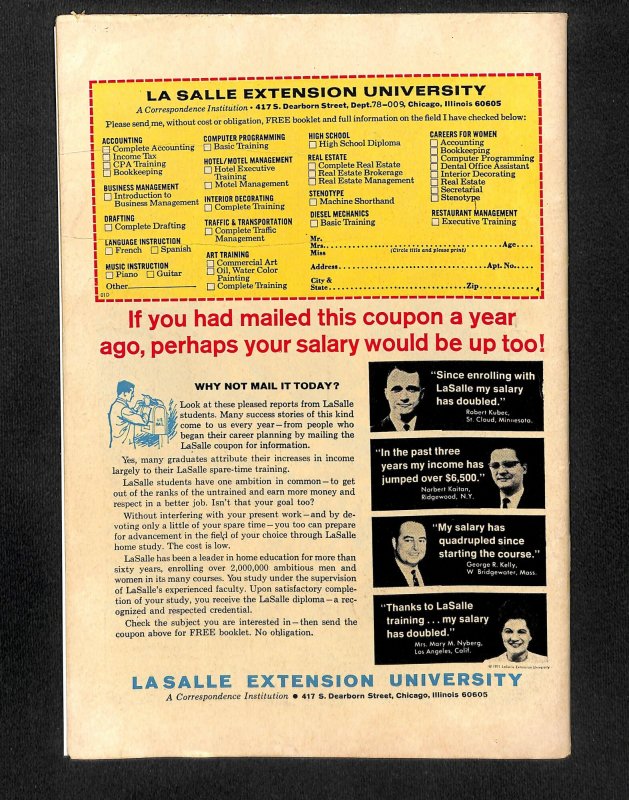 LA SALLE EXTENSION UNIVERSITY
A Correspondence Institution • 417 S. Dearborn Street, Dept. 78-009, Chicago, Illinois 60605
Please send me, without cost or obligation, FREE booklet and full information on the field I have checked below:
ACCOUNTING
Complete Accounting
Income Tax
CPA Training
Bookkeeping
BUSINESS MANAGEMENT
Introduction to
Business Management
DRAFTING
Complete Drafting
LANGUAGE INSTRUCTION
French Spanish
MUSIC INSTRUCTION
Piano Guitar
Other
01D
COMPUTER PROGRAMMING
Basic Training
HOTEL/MOTEL MANAGEMENT
Hotel Executive
Training
Motel Management
INTERIOR DECORATING
Complete Training
TRAFFIC & TRANSPORTATION
Complete Traffic
Management
ART TRAINING
Commercial Art
Oil, Water Color
Painting
Complete Training
HIGH SCHOOL
High School Diploma
REAL ESTATE
Complete Real Estate
Real Estate Brokerage
Real Estate Management
STENOTYPE
Machine Shorthand
DIESEL MECHANICS
Basic Training
CAREERS FOR WOMEN
Accounting
Bookkeeping
Computer Programming
Dental Office Assistant
Interior Decorating
Real Estate
Secretarial
Stenotype
RESTAURANT MANAGEMENT
Executive Training
Mr.
Mrs. Age
Miss (Circle title and please print)
Address Apt. No.
City &
State Zip
If you had mailed this coupon a year
ago, perhaps your salary would be up too!
WHY NOT MAIL IT TODAY?
Look at these pleased reports from LaSalle
students. Many success stories of this kind
come to us every year—from people who
began their career planning by mailing the
LaSalle coupon for information.
Yes, many graduates attribute their increases in income
largely to their LaSalle spare-time training.
LaSalle students have one ambition in common—to get
out of the ranks of the untrained and earn more money and
respect in a better job. Isn't that your goal too?
Without interfering with your present work—and by de-
voting only a little of your spare time—you too can prepare
for advancement in the field of your choice through LaSalle
home study. The cost is low.
LaSalle has been a leader in home education for more than
sixty years, enrolling over 2,000,000 ambitious men and
women in its many courses. You study under the supervision
of LaSalle's experienced faculty. Upon satisfactory comple-
tion of your study, you receive the LaSalle diploma—a rec-
ognized and respected credential.
Check the subject you are interested in—then send the
coupon above for FREE booklet. No obligation.
"Since enrolling with
LaSalle my salary
has doubled."
Robert Kubec,
St. Cloud, Minnesota.
"In the past three
years my income has
jumped over $6,500."
Norbert Kaitan,
Ridgewood, N.Y.
"My salary has
quadrupled since
starting the course."
George R. Kelly,
W. Bridgewater, Mass.
"Thanks to LaSalle
training ... my salary
has doubled."
Mrs. Mary M. Nyberg,
Los Angeles, Calif.
© 1971 LaSalle Extension University
LA SALLE EXTENSION UNIVERSITY
A Correspondence Institution • 417 S. Dearborn Street, Chicago, Illinois 60605